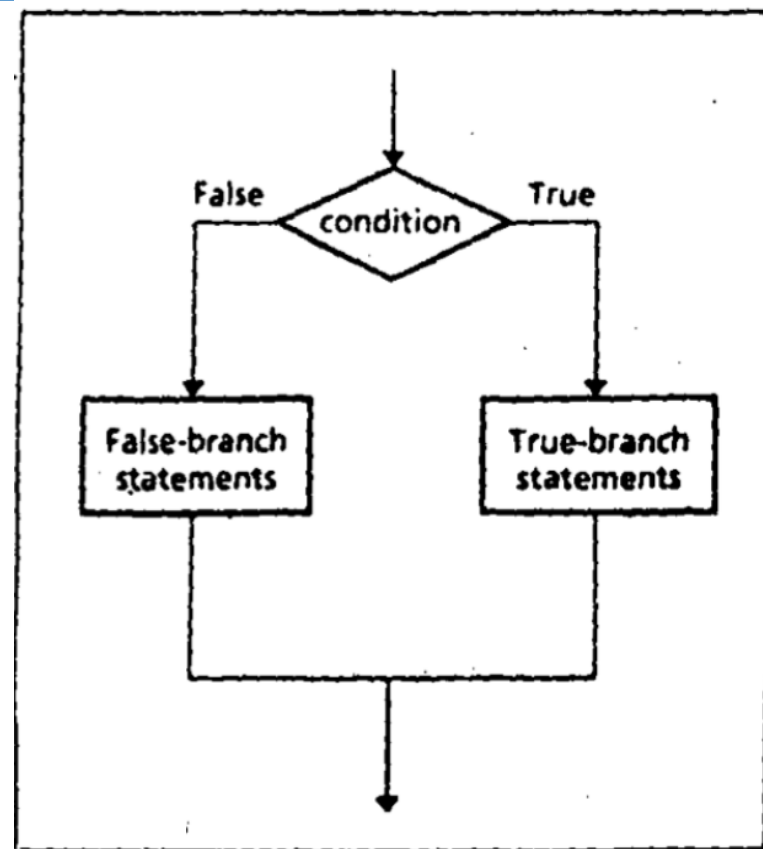 False
True
condition
False-branch
statements
True-branch
statements